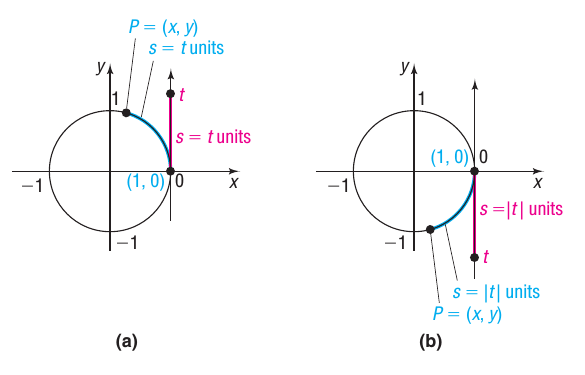 P = (x, y)
s = t units
y
1
t
s = t units
−1
(1, 0)
0
x
−1
(a)
y
1
(1, 0)
0
−1
x
s = |t| units
−1
t
s = |t| units
P = (x, y)
(b)